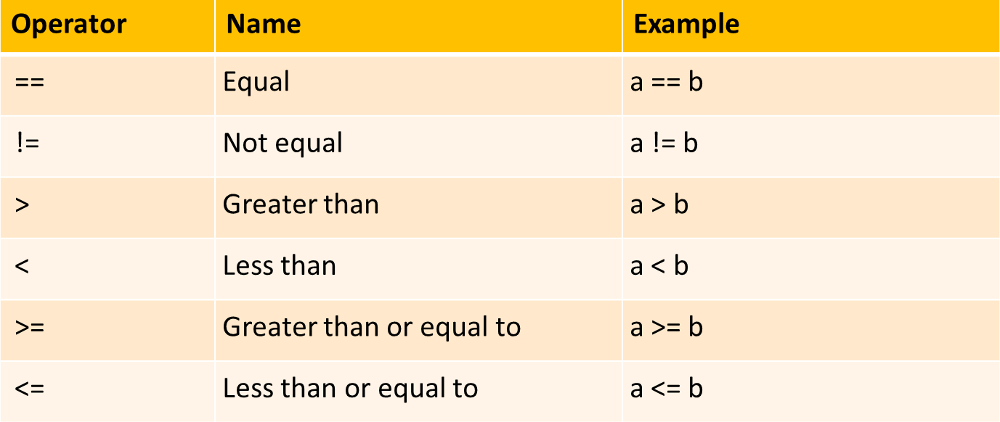 Operator Name Example
== Equal a == b
!= Not equal a != b
> Greater than a > b
< Less than a < b
>= Greater than or equal to a >= b
<= Less than or equal to a <= b